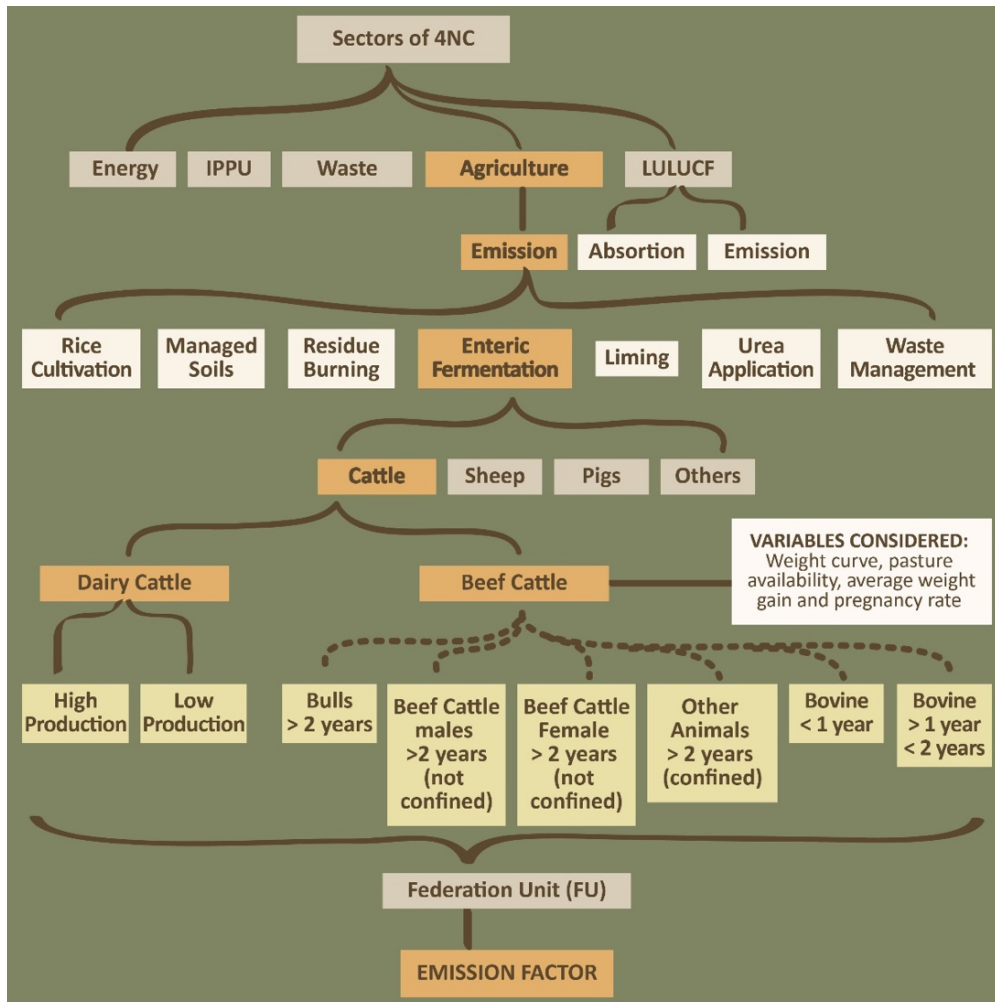 Sectors of 4NC
Energy
IPPU
Waste
Agriculture
LULUCF
Emission
Absortion
Emission
Rice
Cultivation
Managed
Soils
Residue
Burning
Enteric
Fermentation
Liming
Urea
Application
Waste
Management
Cattle
Sheep
Pigs
Others
Dairy Cattle
Beef Cattle
VARIABLES CONSIDERED:
Weight curve, pasture
availability, average weight
gain and pregnancy rate
High
Production
Low
Production
Bulls
> 2 years
Beef Cattle
males
>2 years
(not
confined)
Beef Cattle
Female
> 2 years
(not
confined)
Other
Animals
> 2 years
(confined)
Bovine
< 1 year
Bovine
> 1 year
< 2 years
Federation Unit (FU)
EMISSION FACTOR